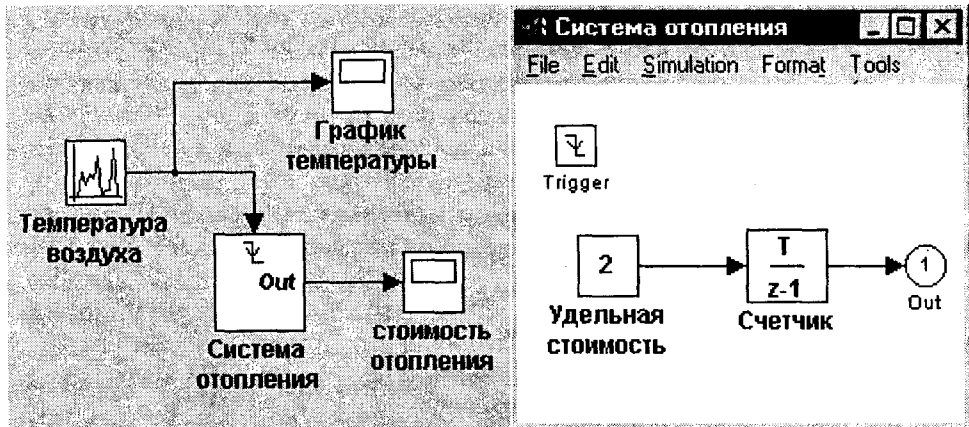 График
температуры
Температура
воздуха
Out
Система
отопления
стоимость
отопления
Система отопления
File Edit Simulation Format Tools
Trigger
2
T
z-1
1
Out
Удельная
стоимость
Счетчик